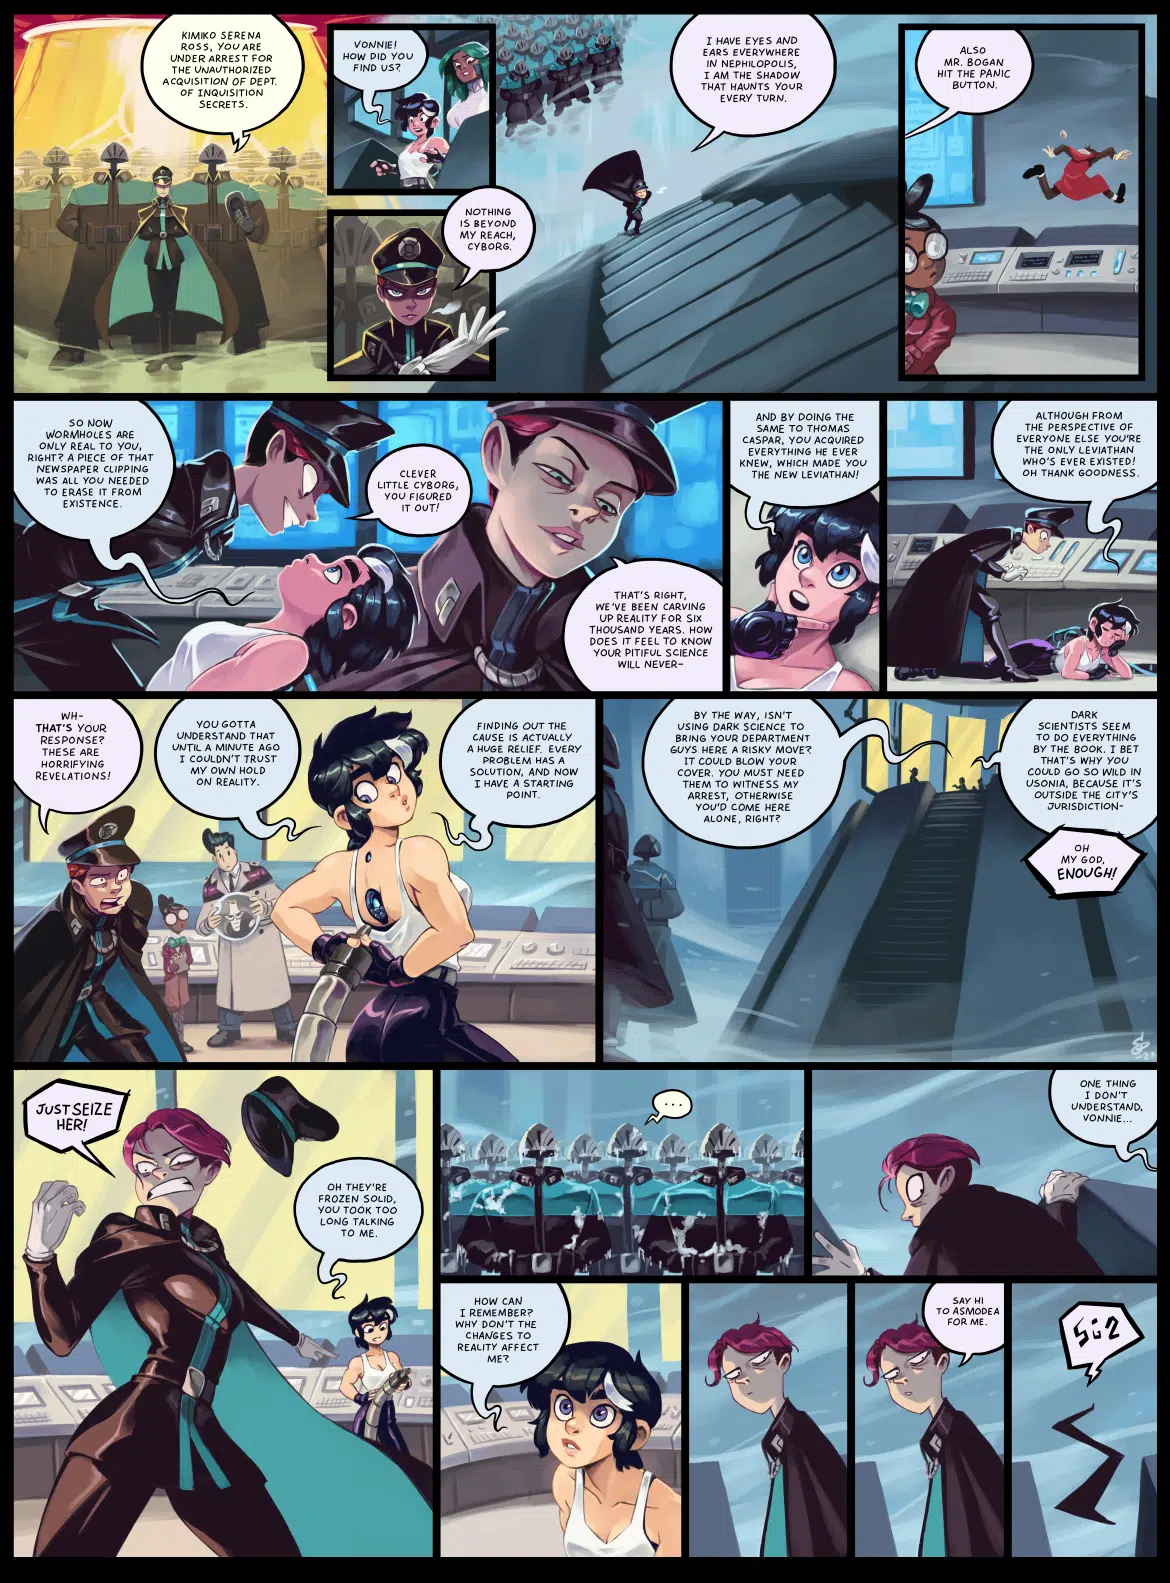 KIMIKO SERENA
ROSS, YOU ARE
UNDER ARREST FOR
THE UNAUTHORIZED
ACQUISITION OF DEPT.
OF INQUISITION
SECRETS.
VONNIE!
HOW DID YOU
FIND US?
NOTHING
IS BEYOND
MY REACH,
CYBORG.
I HAVE EYES AND
EARS EVERYWHERE
IN NEPHILOPOLIS,
I AM THE SHADOW
THAT HAUNTS YOUR
EVERY TURN.
ALSO
MR. BOGAN
HIT THE PANIC
BUTTON.
SO NOW
WORMHOLES ARE
ONLY REAL TO YOU,
RIGHT? A PIECE OF THAT
NEWSPAPER CLIPPING
WAS ALL YOU NEEDED
TO ERASE IT FROM
EXISTENCE.
CLEVER
LITTLE CYBORG,
YOU FIGURED
IT OUT!
THAT'S RIGHT,
WE'VE BEEN CARVING
UP REALITY FOR SIX
THOUSAND YEARS. HOW
DOES IT FEEL TO KNOW
YOUR PITIFUL SCIENCE
WILL NEVER-
AND BY DOING THE
SAME TO THOMAS
CASPAR, YOU ACQUIRED
EVERYTHING HE EVER
KNEW, WHICH MADE YOU
THE NEW LEVIATHAN!
ALTHOUGH FROM
THE PERSPECTIVE OF
EVERYONE ELSE YOU'RE
THE ONLY LEVIATHAN
WHO'S EVER EXISTED!
OH THANK GOODNESS.
WH-
THAT'S YOUR
RESPONSE?
THESE ARE
HORRIFYING
REVELATIONS!
YOU GOTTA
UNDERSTAND THAT
UNTIL A MINUTE AGO
I COULDN'T TRUST
MY OWN HOLD
ON REALITY.
FINDING OUT THE
CAUSE IS ACTUALLY
A HUGE RELIEF. EVERY
PROBLEM HAS A
SOLUTION, AND NOW
I HAVE A STARTING
POINT.
BY THE WAY, ISN'T
USING DARK SCIENCE TO
BRING YOUR DEPARTMENT
GUYS HERE A RISKY MOVE?
IT COULD BLOW YOUR
COVER. YOU MUST NEED
THEM TO WITNESS MY
ARREST, OTHERWISE
YOU'D COME HERE
ALONE, RIGHT?
DARK
SCIENTISTS SEEM
TO DO EVERYTHING
BY THE BOOK. I BET
THAT'S WHY YOU
COULD GO SO WILD IN
USONIA, BECAUSE IT'S
OUTSIDE THE CITY'S
JURISDICTION-
OH
MY GOD,
ENOUGH!
JUST SEIZE
HER!
OH THEY'RE
FROZEN SOLID,
YOU TOOK TOO
LONG TALKING
TO ME.
...
ONE THING
I DON'T
UNDERSTAND,
VONNIE...
HOW CAN
I REMEMBER?
WHY DON'T THE
CHANGES TO
REALITY AFFECT
ME?
SAY HI
TO ASMODEA
FOR ME.